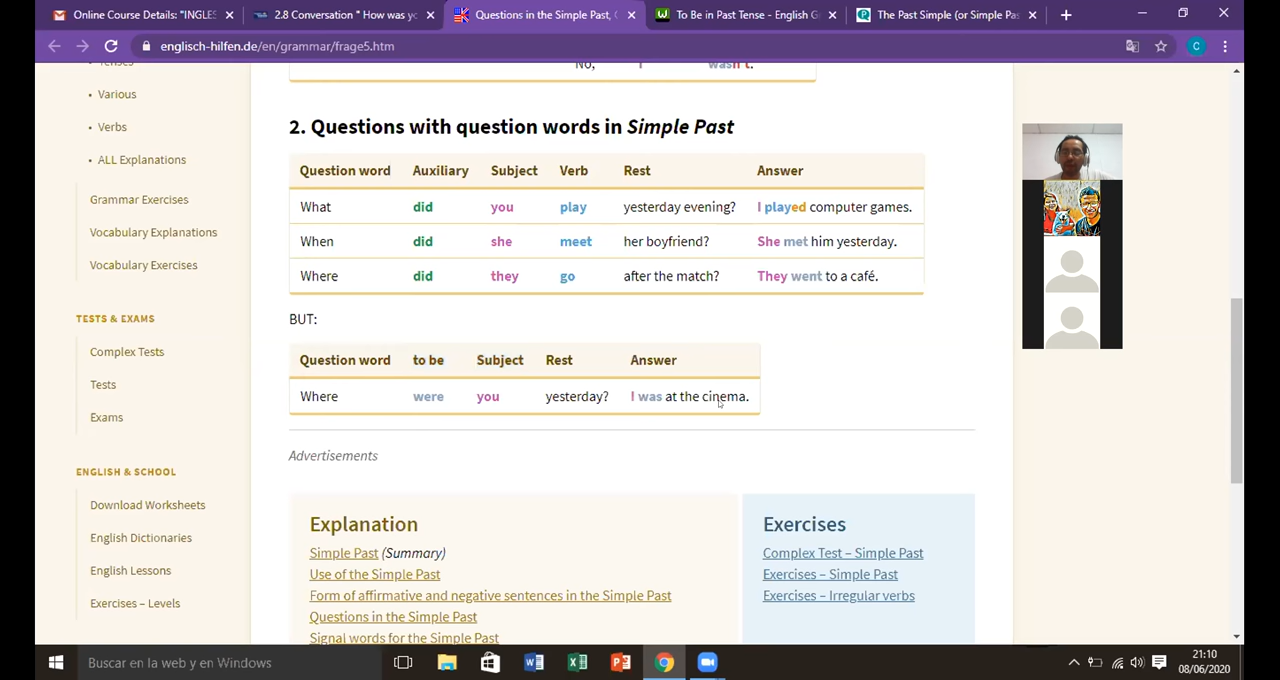 Online Course Details: "INGLES
2.8 Conversation " How was yo
Questions in the Simple Past, G
To Be in Past Tense - English G
The Past Simple (or Simple Pas
englisch-hilfen.de/en/grammar/frage5.htm
C
Tenses
Various
Verbs
ALL Explanations
Grammar Exercises
Vocabulary Explanations
Vocabulary Exercises
TESTS & EXAMS
Complex Tests
Tests
Exams
ENGLISH & SCHOOL
Download Worksheets
English Dictionaries
English Lessons
Exercises – Levels
No, I wasn't.
2. Questions with question words in Simple Past
Question word Auxiliary Subject Verb Rest Answer
What did you play yesterday evening? I played computer games.
When did she meet her boyfriend? She met him yesterday.
Where did they go after the match? They went to a café.
BUT:
Question word to be Subject Rest Answer
Where were you yesterday? I was at the cinema.
Advertisements
Explanation
Simple Past (Summary)
Use of the Simple Past
Form of affirmative and negative sentences in the Simple Past
Questions in the Simple Past
Signal words for the Simple Past
Exercises
Complex Test – Simple Past
Exercises – Simple Past
Exercises – Irregular verbs
Buscar en la web y en Windows
21:10
08/06/2020